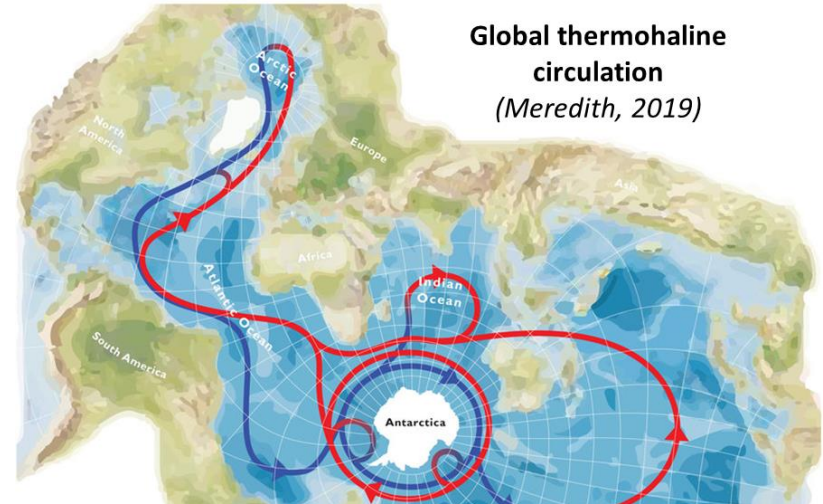 Global thermohaline
circulation
(Meredith, 2019)
Arctic
Ocean
North
America
Europe
Asia
Africa
Indian
Ocean
Atlantic Ocean
South America
Antarctica